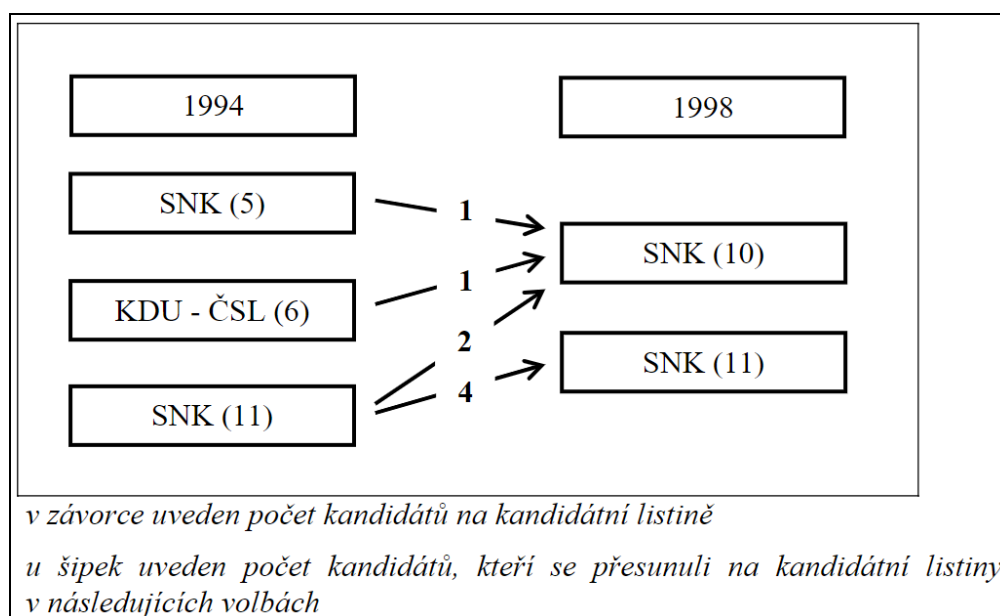 1994
1998
SNK (5)
1
SNK (10)
KDU - ČSL (6)
1
2
SNK (11)
4
SNK (11)
v závorce uveden počet kandidátů na kandidátní listině
u šipek uveden počet kandidátů, kteří se přesunuli na kandidátní listiny
v následujících volbách